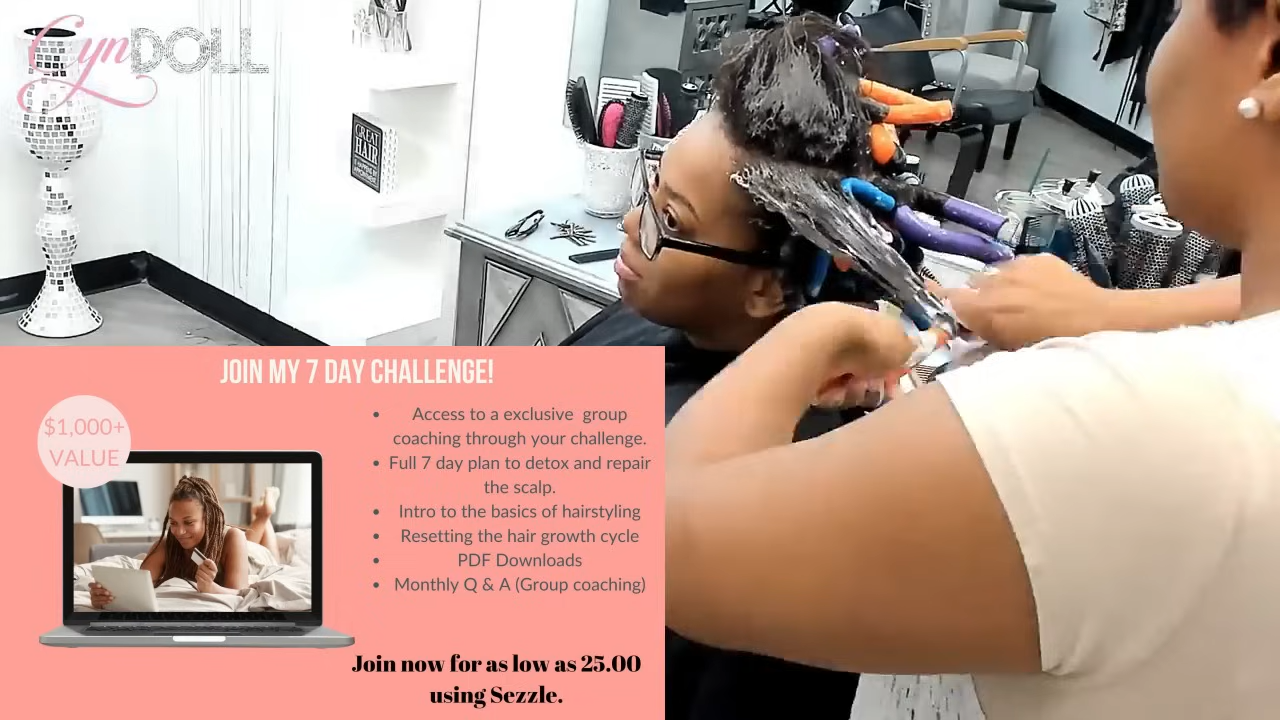 CynDOLL
GREAT
HAIR
JOIN MY 7 DAY CHALLENGE!
$1,000+
VALUE
• Access to a exclusive group
coaching through your challenge.
• Full 7 day plan to detox and repair
the scalp.
• Intro to the basics of hairstyling
• Resetting the hair growth cycle
• PDF Downloads
• Monthly Q & A (Group coaching)
Join now for as low as 25.00
using Sezzle.